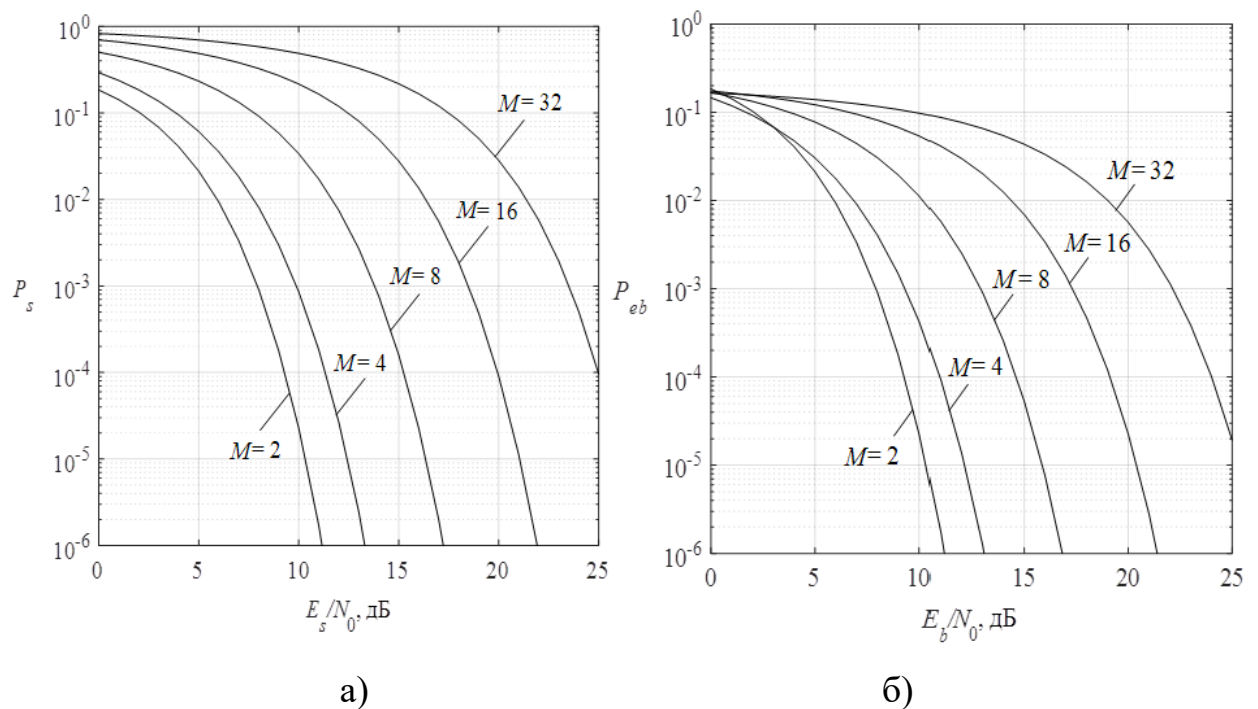 10^0
10^-1
10^-2
10^-3
10^-4
10^-5
10^-6
P_s
M= 32
M= 16
M= 8
M= 4
M= 2
0 5 10 15 20 25
E_s/N_0, дБ
а)
10^0
10^-1
10^-2
10^-3
10^-4
10^-5
10^-6
P_eb
M= 32
M= 16
M= 8
M= 4
M= 2
0 5 10 15 20 25
E_b/N_0, дБ
б)